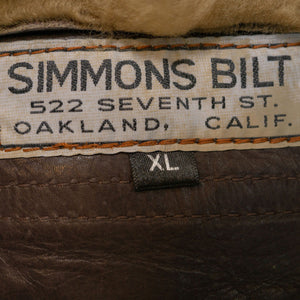 SIMMONS BILT
522 SEVENTH ST.
OAKLAND, CALIF.
XL